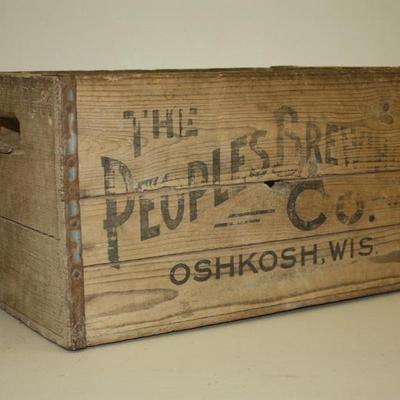 THE
PEOPLES BREWING
CO.
OSHKOSH, WIS.